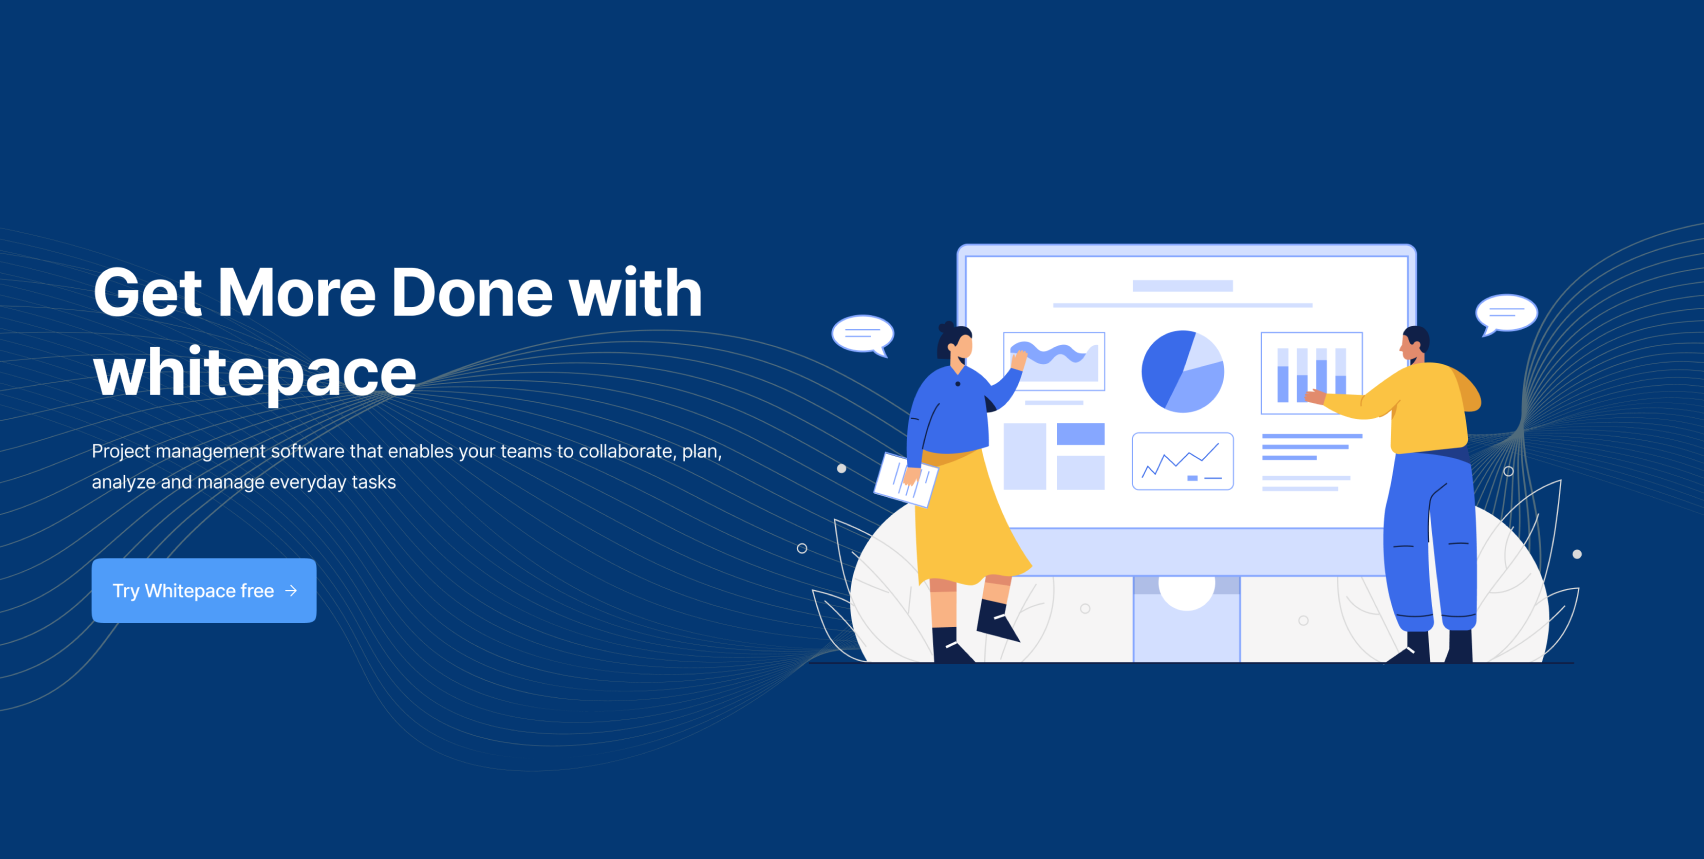 Get More Done with
whitepace
Project management software that enables your teams to collaborate, plan,
analyze and manage everyday tasks
Try Whitepace free →